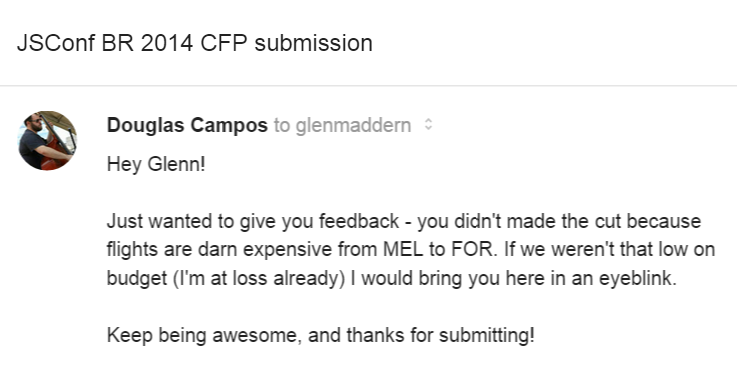 JSConf BR 2014 CFP submission
Douglas Campos to glenmaddern
Hey Glenn!
Just wanted to give you feedback - you didn't made the cut because
flights are darn expensive from MEL to FOR. If we weren't that low on
budget (I'm at loss already) I would bring you here in an eyeblink.
Keep being awesome, and thanks for submitting!